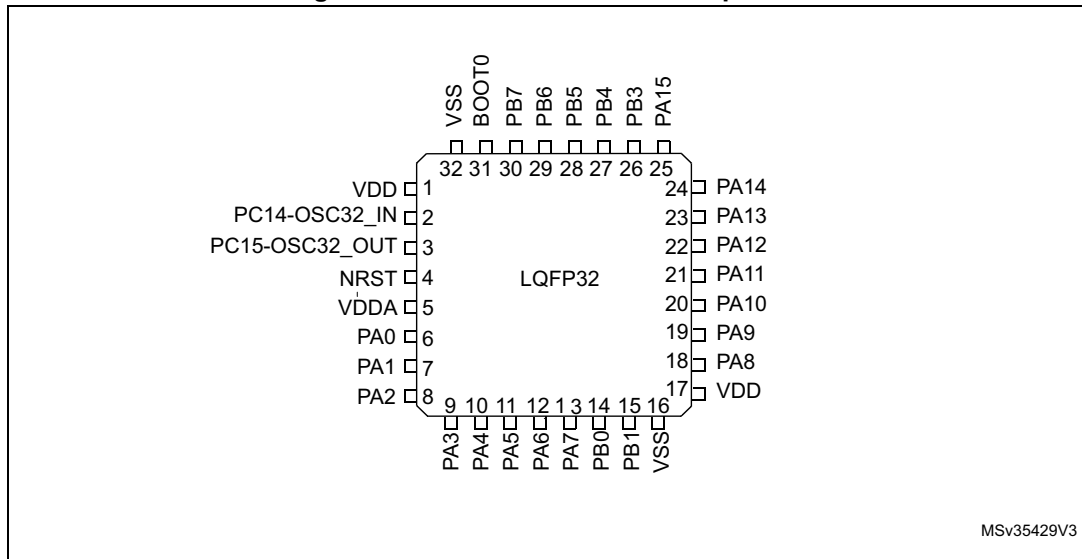 VSS
BOOT0
PB7
PB6
PB5
PB4
PB3
PA15
32 31 30 29 28 27 26 25
VDD 1
PC14-OSC32_IN 2
PC15-OSC32_OUT 3
NRST 4
VDDA 5
PA0 6
PA1 7
PA2 8
LQFP32
24 PA14
23 PA13
22 PA12
21 PA11
20 PA10
19 PA9
18 PA8
17 VDD
9 10 11 12 13 14 15 16
PA3
PA4
PA5
PA6
PA7
PB0
PB1
VSS
MSv35429V3